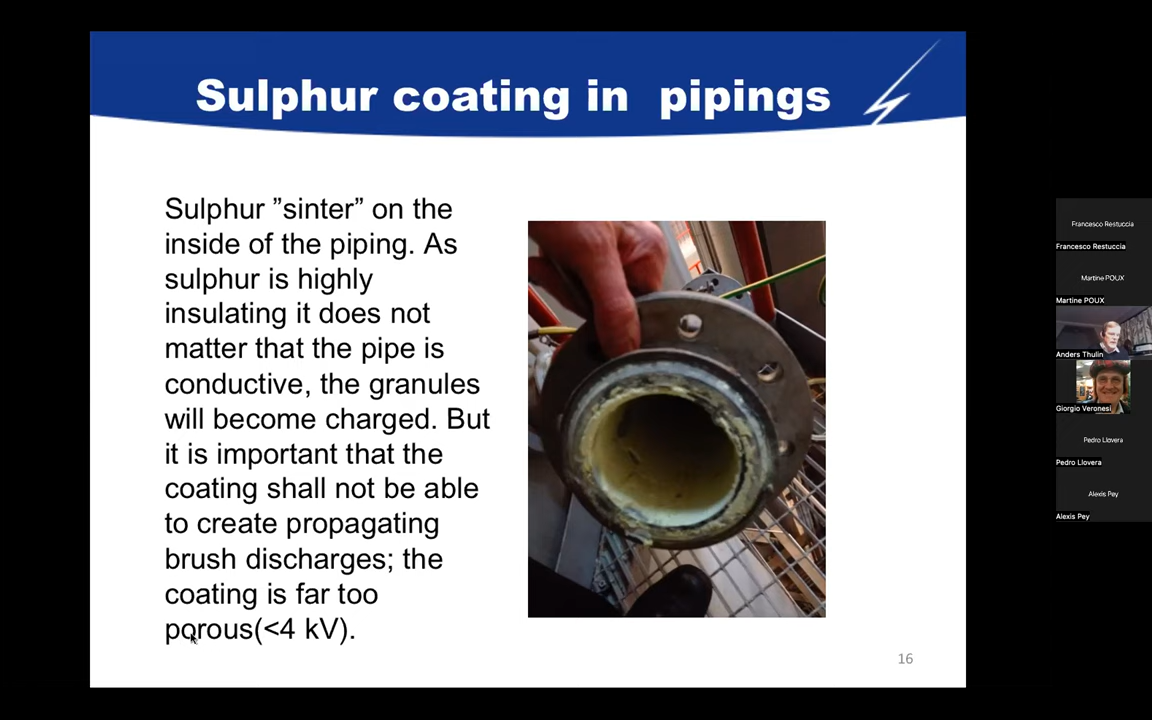 Sulphur coating in  pipings
Sulphur ”sinter” on the
inside of the piping. As
sulphur is highly
insulating it does not
matter that the pipe is
conductive, the granules
will become charged. But
it is important that the
coating shall not be able
to create propagating
brush discharges; the
coating is far too
porous(<4 kV).
16
Francesco Restuccia
Francesco Restuccia
Martine POUX
Martine POUX
Anders Thulin
Giorgio Veronesi
Pedro Llovera
Pedro Llovera
Alexis Pey
Alexis Pey